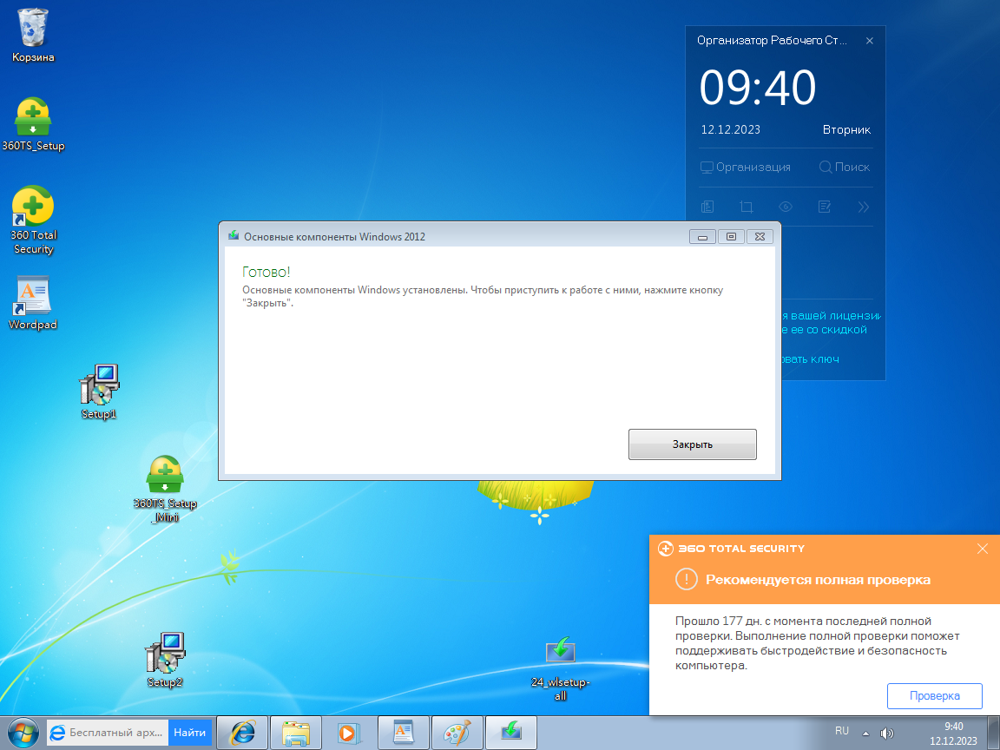 Корзина
360TS_Setup
360 Total
Security
Wordpad
Setup1
360TS_Setup
_Mini
Setup2
24_wlsetup-
all
Организатор Рабочего Ст...
09:40
12.12.2023 Вторник
Организация Поиск
я вашей лицензии
е ее со скидкой
овать ключ
Основные компоненты Windows 2012
Готово!
Основные компоненты Windows установлены. Чтобы приступить к работе с ними, нажмите кнопку
"Закрыть".
Закрыть
360 TOTAL SECURITY
Рекомендуется полная проверка
Прошло 177 дн. с момента последней полной
проверки. Выполнение полной проверки поможет
поддерживать быстродействие и безопасность
компьютера.
Проверка
Бесплатный арх... Найти
RU
9:40
12.12.2023